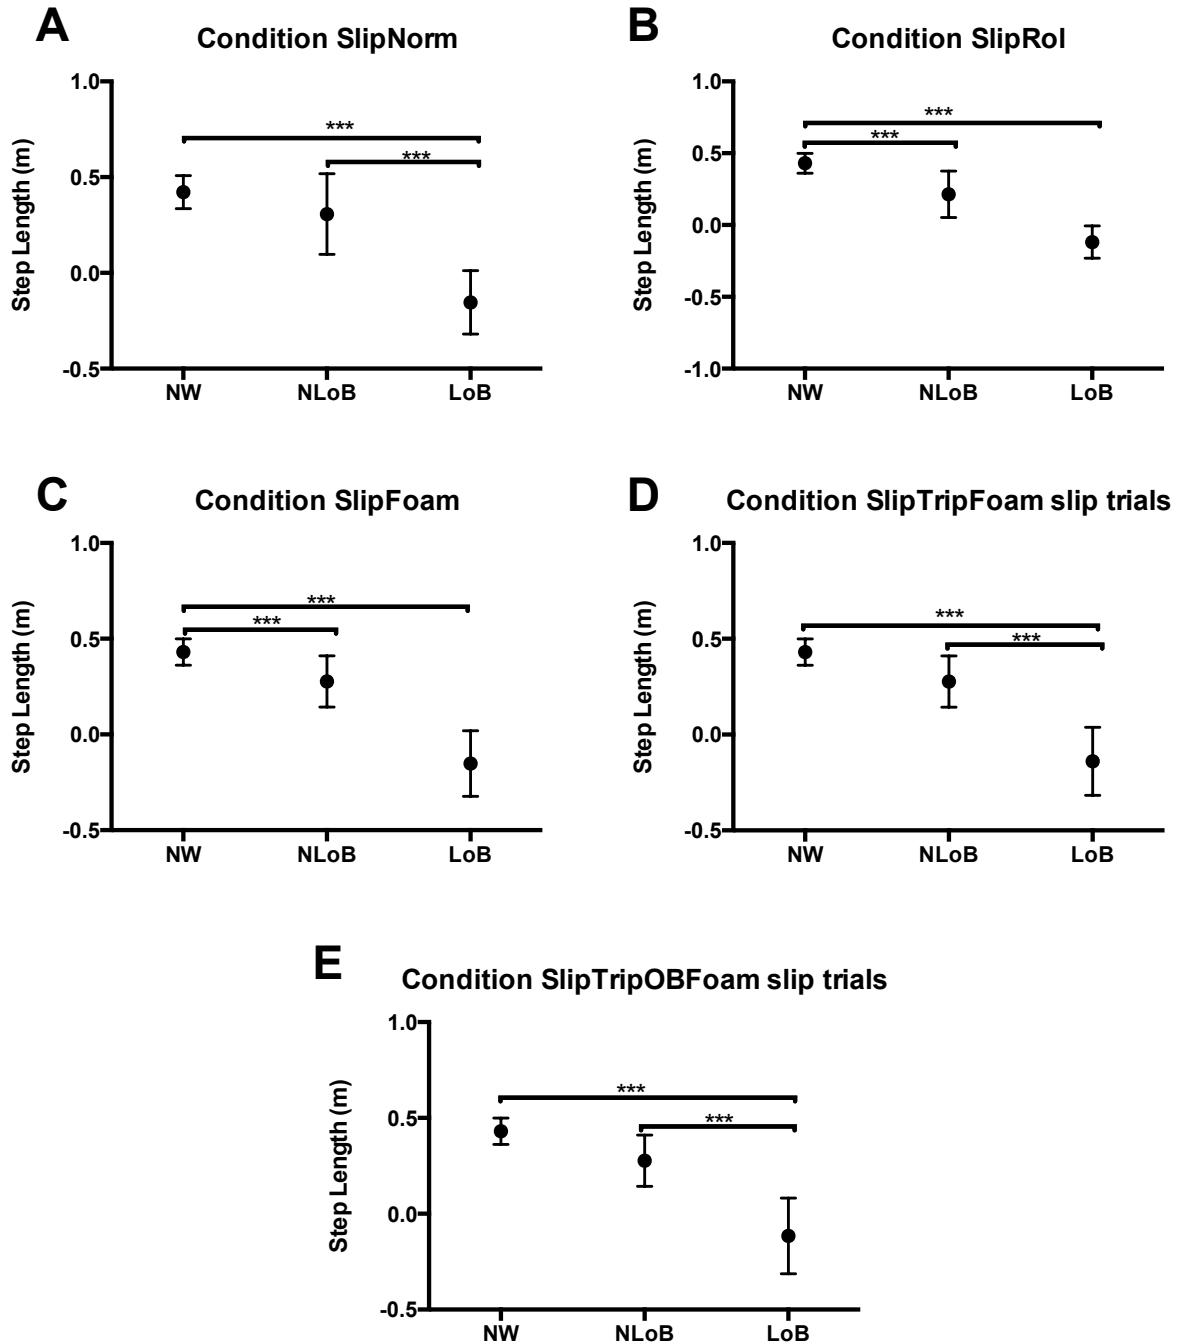 A
Condition SlipNorm
Step Length (m)
1.0
0.5
0.0
-0.5
***
***
NW NLoB LoB
B
Condition SlipRol
Step Length (m)
1.0
0.5
0.0
-0.5
-1.0
***
***
NW NLoB LoB
C
Condition SlipFoam
Step Length (m)
1.0
0.5
0.0
-0.5
***
***
NW NLoB LoB
D
Condition SlipTripFoam slip trials
Step Length (m)
1.0
0.5
0.0
-0.5
***
***
NW NLoB LoB
E
Condition SlipTripOBFoam slip trials
Step Length (m)
1.0
0.5
0.0
-0.5
***
***
NW NLoB LoB